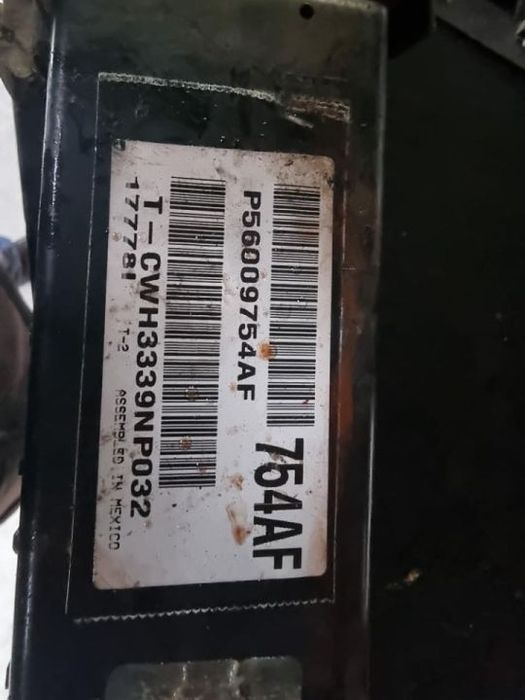 P56009754AF
754AF
T-CWH3339NP032
177781
T-2
ASSEMBLED IN MEXICO